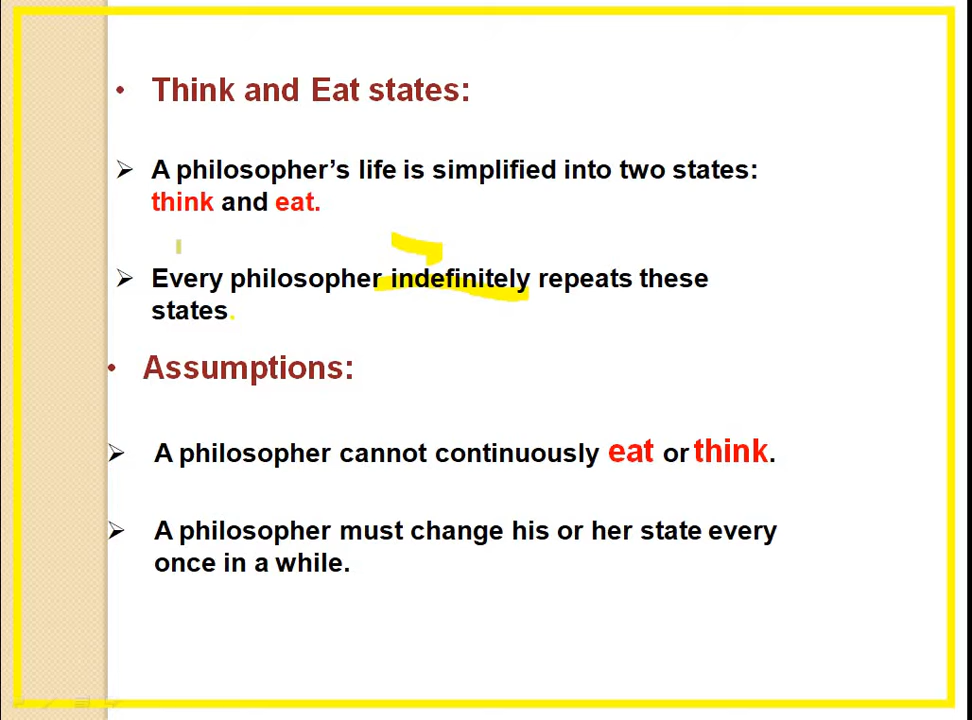 • Think and Eat states:
➢ A philosopher’s life is simplified into two states:
think and eat.
➢ Every philosopher indefinitely repeats these
states.
• Assumptions:
➢ A philosopher cannot continuously eat or think.
➢ A philosopher must change his or her state every
once in a while.